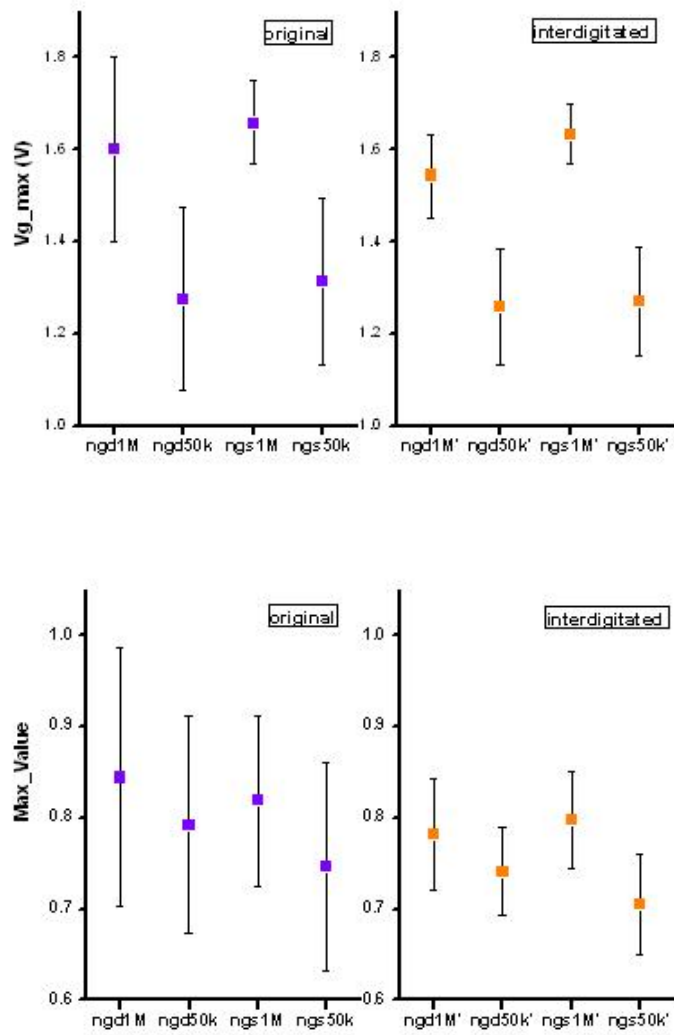 original
interdigitated
1.8
1.8
1.6
1.6
Vg_max (V)
1.4
1.4
1.2
1.2
1.0
1.0
ngd1M ngd50k ngs1M ngs50k
ngd1M' ngd50k' ngs1M' ngs50k'
original
interdigitated
1.0
1.0
0.9
0.9
Max_Value
0.8
0.8
0.7
0.7
0.6
0.6
ngd1M ngd50k ngs1M ngs50k
ngd1M' ngd50k' ngs1M' ngs50k'